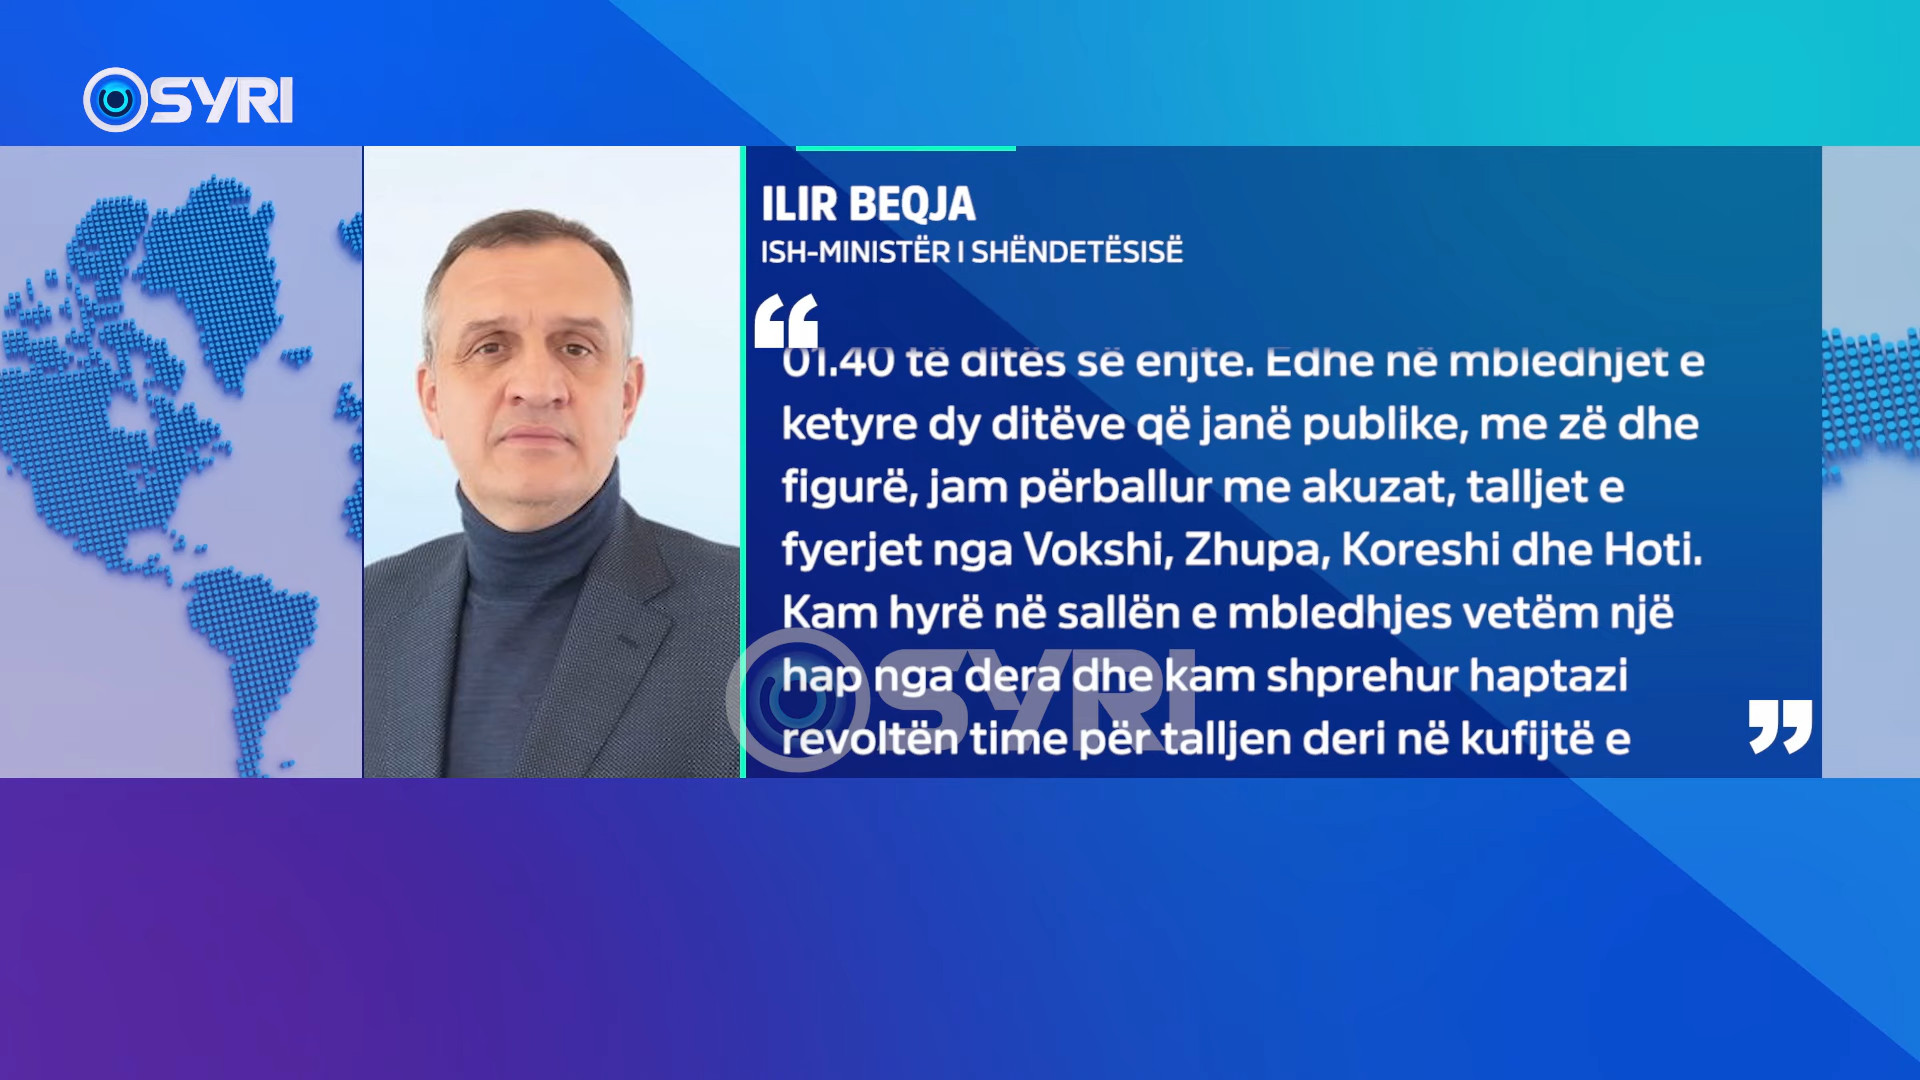 SYRI
ILIR BEQJA
ISH-MINISTËR I SHËNDETËSISË
“
01.40 të ditës së enjte. Edhe në mbledhjet e
ketyre dy ditëve që janë publike, me zë dhe
figurë, jam përballur me akuzat, talljet e
fyerjet nga Vokshi, Zhupa, Koreshi dhe Hoti.
Kam hyrë në sallën e mbledhjes vetëm një
hap nga dera dhe kam shprehur haptazi
revoltën time për talljen deri në kufijtë e
”
SYRI